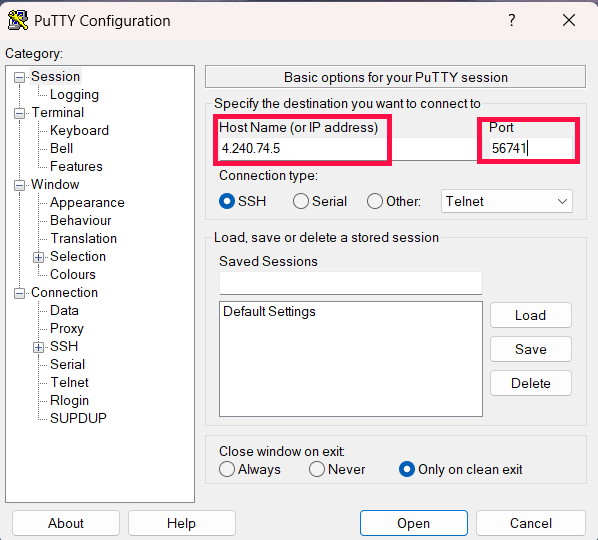 PuTTY Configuration ? ×
Category:
Session
Logging
Terminal
Keyboard
Bell
Features
Window
Appearance
Behaviour
Translation
Selection
Colours
Connection
Data
Proxy
SSH
Serial
Telnet
Rlogin
SUPDUP
Basic options for your PuTTY session
Specify the destination you want to connect to
Host Name (or IP address) Port
4.240.74.5 56741
Connection type:
SSH Serial Other: Telnet
Load, save or delete a stored session
Saved Sessions
Default Settings
Load
Save
Delete
Close window on exit:
Always Never Only on clean exit
About Help Open Cancel